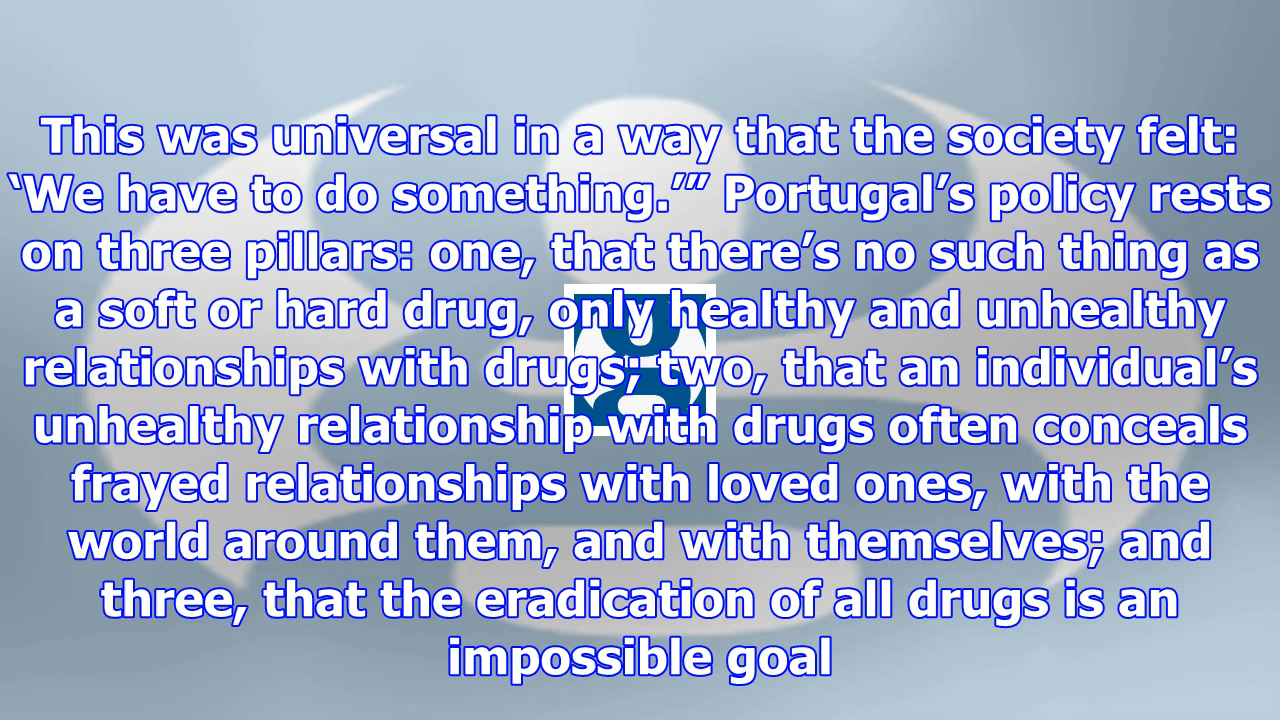 This was universal in a way that the society felt:
‘We have to do something.’” Portugal’s policy rests
on three pillars: one, that there’s no such thing as
a soft or hard drug, only healthy and unhealthy
relationships with drugs; two, that an individual’s
unhealthy relationship with drugs often conceals
frayed relationships with loved ones, with the
world around them, and with themselves; and
three, that the eradication of all drugs is an
impossible goal
g